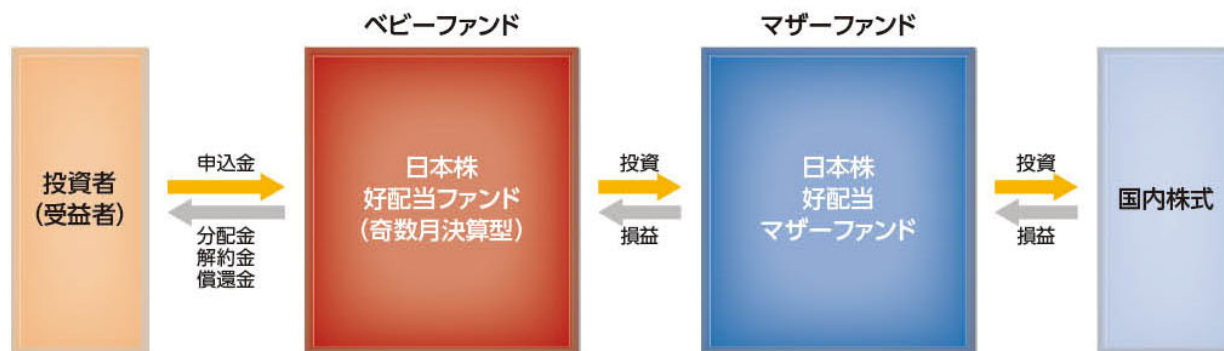 ベビーファンド
マザーファンド
投資者
(受益者)
申込金
分配金
解約金
償還金
日本株
好配当ファンド
(奇数月決算型)
投資
損益
日本株
好配当
マザーファンド
投資
損益
国内株式